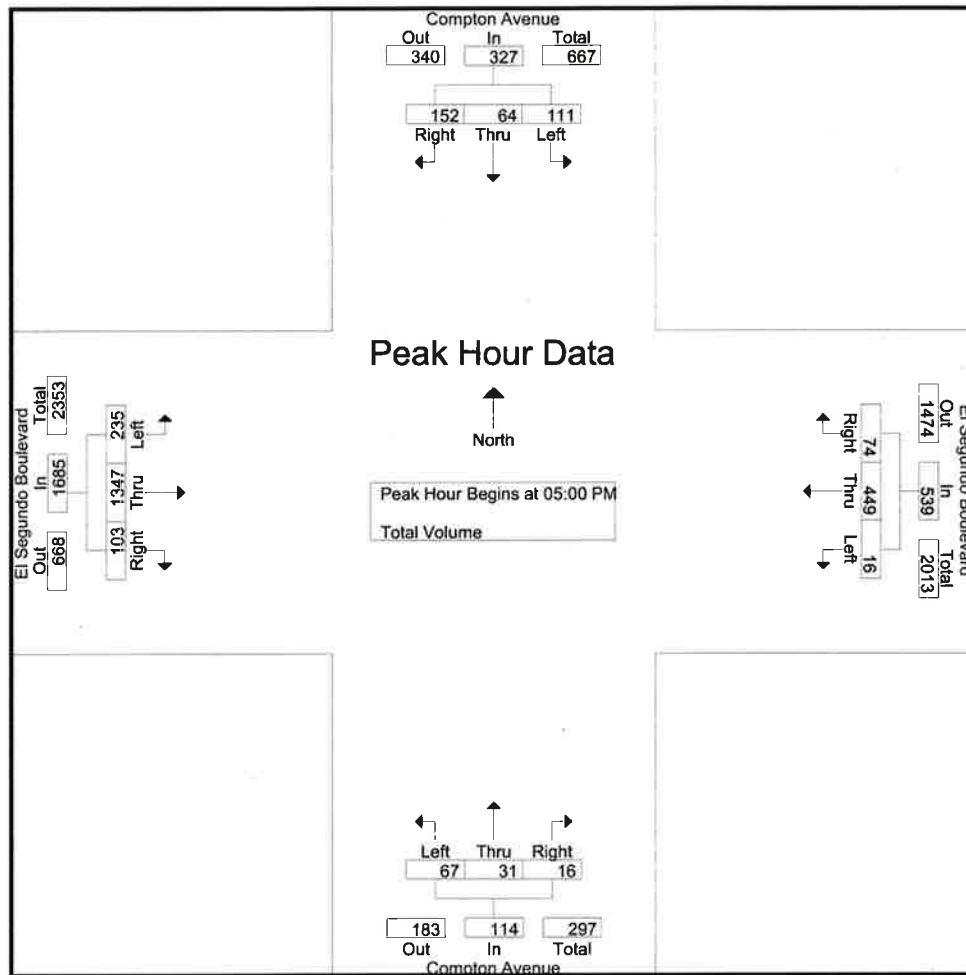 Compton Avenue
Out In Total
340 327 667
152 64 111
Right Thru Left
Peak Hour Data
North
Peak Hour Begins at 05:00 PM
Total Volume
El Segundo Boulevard
Out In Total
668 1685 2353
103 1347 235
Right Thru Left
El Segundo Boulevard
Out In Total
1474 539 2013
74 449 16
Right Thru Left
Left Thru Right
67 31 16
183 114 297
Out In Total
Compton Avenue